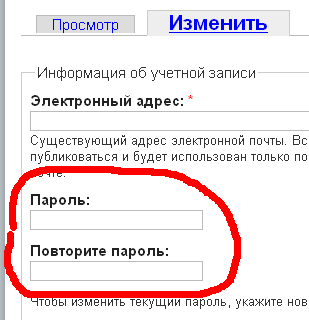 Просмотр Изменить
Информация об учетной записи
Электронный адрес: *
Существующий адрес электронной почты. Вс
публиковаться и будет использован только по
почте.
Пароль:
Повторите пароль:
Чтобы изменить текущий пароль, укажите нов